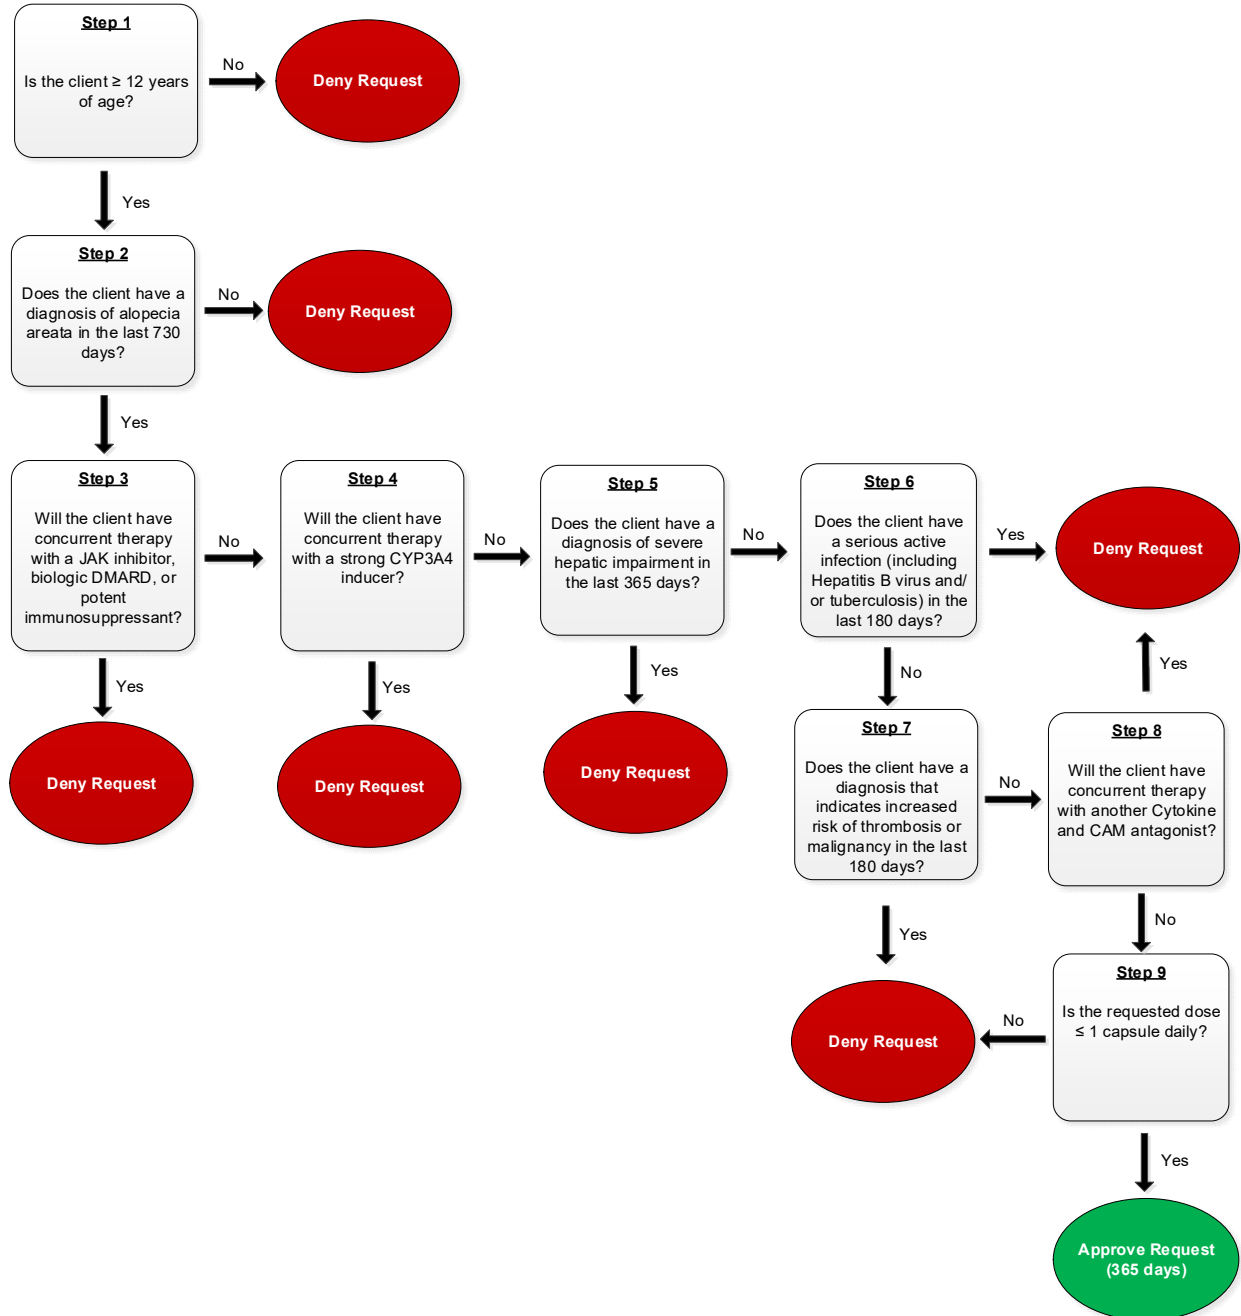 Step 1
Is the client ≥ 12 years
of age?
No
Deny Request
Yes
Step 2
Does the client have a
diagnosis of alopecia
areata in the last 730
days?
No
Deny Request
Yes
Step 3
Will the client have
concurrent therapy
with a JAK inhibitor,
biologic DMARD, or
potent
immunosuppressant?
No
Yes
Deny Request
Step 4
Will the client have
concurrent therapy
with a strong CYP3A4
inducer?
No
Yes
Deny Request
Step 5
Does the client have a
diagnosis of severe
hepatic impairment in
the last 365 days?
No
Yes
Deny Request
Step 6
Does the client have
a serious active
infection (including
Hepatitis B virus and/
or tuberculosis) in the
last 180 days?
Yes
Deny Request
No
Step 7
Does the client have a
diagnosis that
indicates increased
risk of thrombosis or
malignancy in the last
180 days?
No
Yes
Deny Request
Step 8
Will the client have
concurrent therapy
with another Cytokine
and CAM antagonist?
Yes
No
Step 9
Is the requested dose
≤ 1 capsule daily?
No
Yes
Approve Request
(365 days)